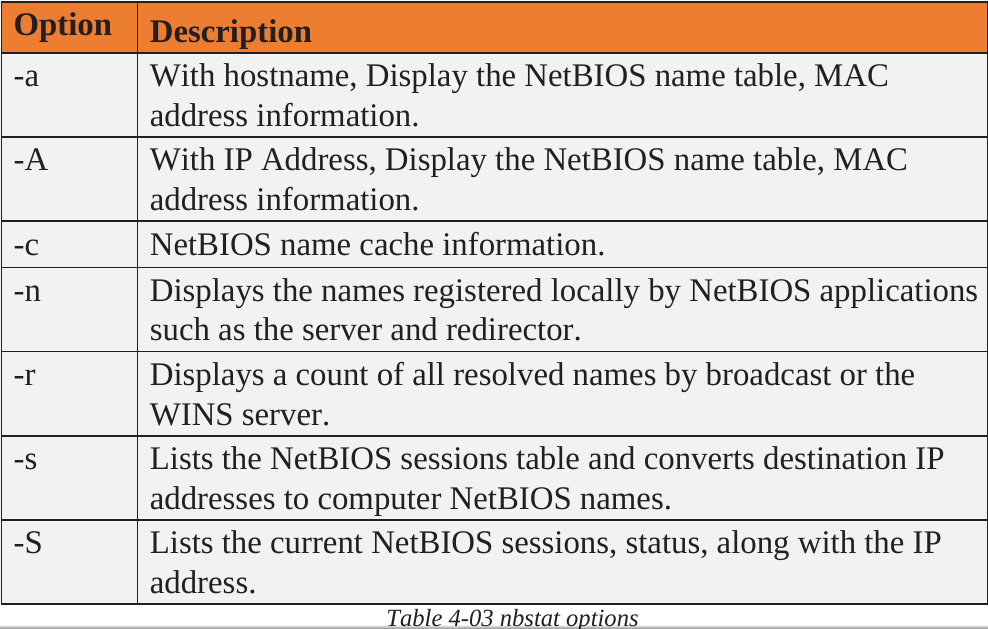 Option Description
-a With hostname, Display the NetBIOS name table, MAC
address information.
-A With IP Address, Display the NetBIOS name table, MAC
address information.
-c NetBIOS name cache information.
-n Displays the names registered locally by NetBIOS applications
such as the server and redirector.
-r Displays a count of all resolved names by broadcast or the
WINS server.
-s Lists the NetBIOS sessions table and converts destination IP
addresses to computer NetBIOS names.
-S Lists the current NetBIOS sessions, status, along with the IP
address.
Table 4-03 nbstat options